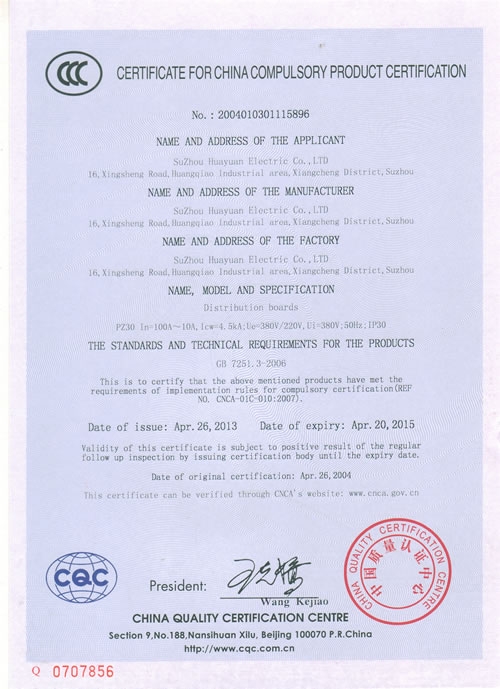 CCC
CERTIFICATE FOR CHINA COMPULSORY PRODUCT CERTIFICATION
No. : 2004010301115896
NAME AND ADDRESS OF THE APPLICANT
SuZhou Huayuan Electric Co., LTD
16, Xingsheng Road, Huangqiao Industrial area, Xiangcheng District, Suzhou
NAME AND ADDRESS OF THE MANUFACTURER
SuZhou Huayuan Electric Co., LTD
16, Xingsheng Road, Huangqiao Industrial area, Xiangcheng District, Suzhou
NAME AND ADDRESS OF THE FACTORY
SuZhou Huayuan Electric Co., LTD
16, Xingsheng Road, Huangqiao Industrial area, Xiangcheng District, Suzhou
NAME, MODEL AND SPECIFICATION
Distribution boards
PZ30 In=100A~10A, Icw=4.5kA;Ue=380V/220V, Ui=380V;50Hz; IP30
THE STANDARDS AND TECHNICAL REQUIREMENTS FOR THE PRODUCTS
GB 7251.3-2006
This is to certify that the above mentioned products have met the
requirements of implementation rules for compulsory certification(REF
NO. CNCA-01C-010:2007).
Date of issue: Apr. 26, 2013 Date of expiry: Apr. 20, 2015
Validity of this certificate is subject to positive result of the regular
follow up inspection by issuing certification body until the expiry date.
Date of original certification: Apr. 26, 2004
This certificate can be verified through CNCA's website: www.cnca.gov.cn
CHINA QUALITY CERTIFICATION CENTRE
中国质量认证中心
CQC
President:
Wang Kejiao
CHINA QUALITY CERTIFICATION CENTRE
Section 9, No.188, Nansihuan Xilu, Beijing 100070 P.R.China
http://www.cqc.com.cn
Q 0707856